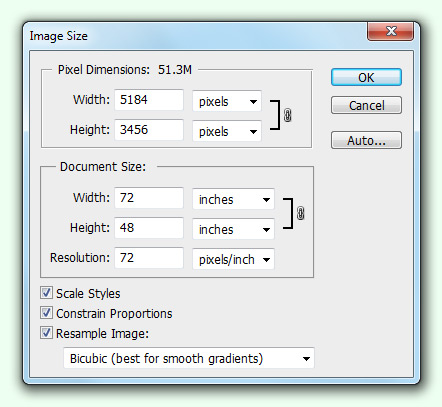 Image Size
Pixel Dimensions: 51.3M
Width: 5184 pixels
Height: 3456 pixels
OK
Cancel
Auto...
Document Size:
Width: 72 inches
Height: 48 inches
Resolution: 72 pixels/inch
Scale Styles
Constrain Proportions
Resample Image:
Bicubic (best for smooth gradients)